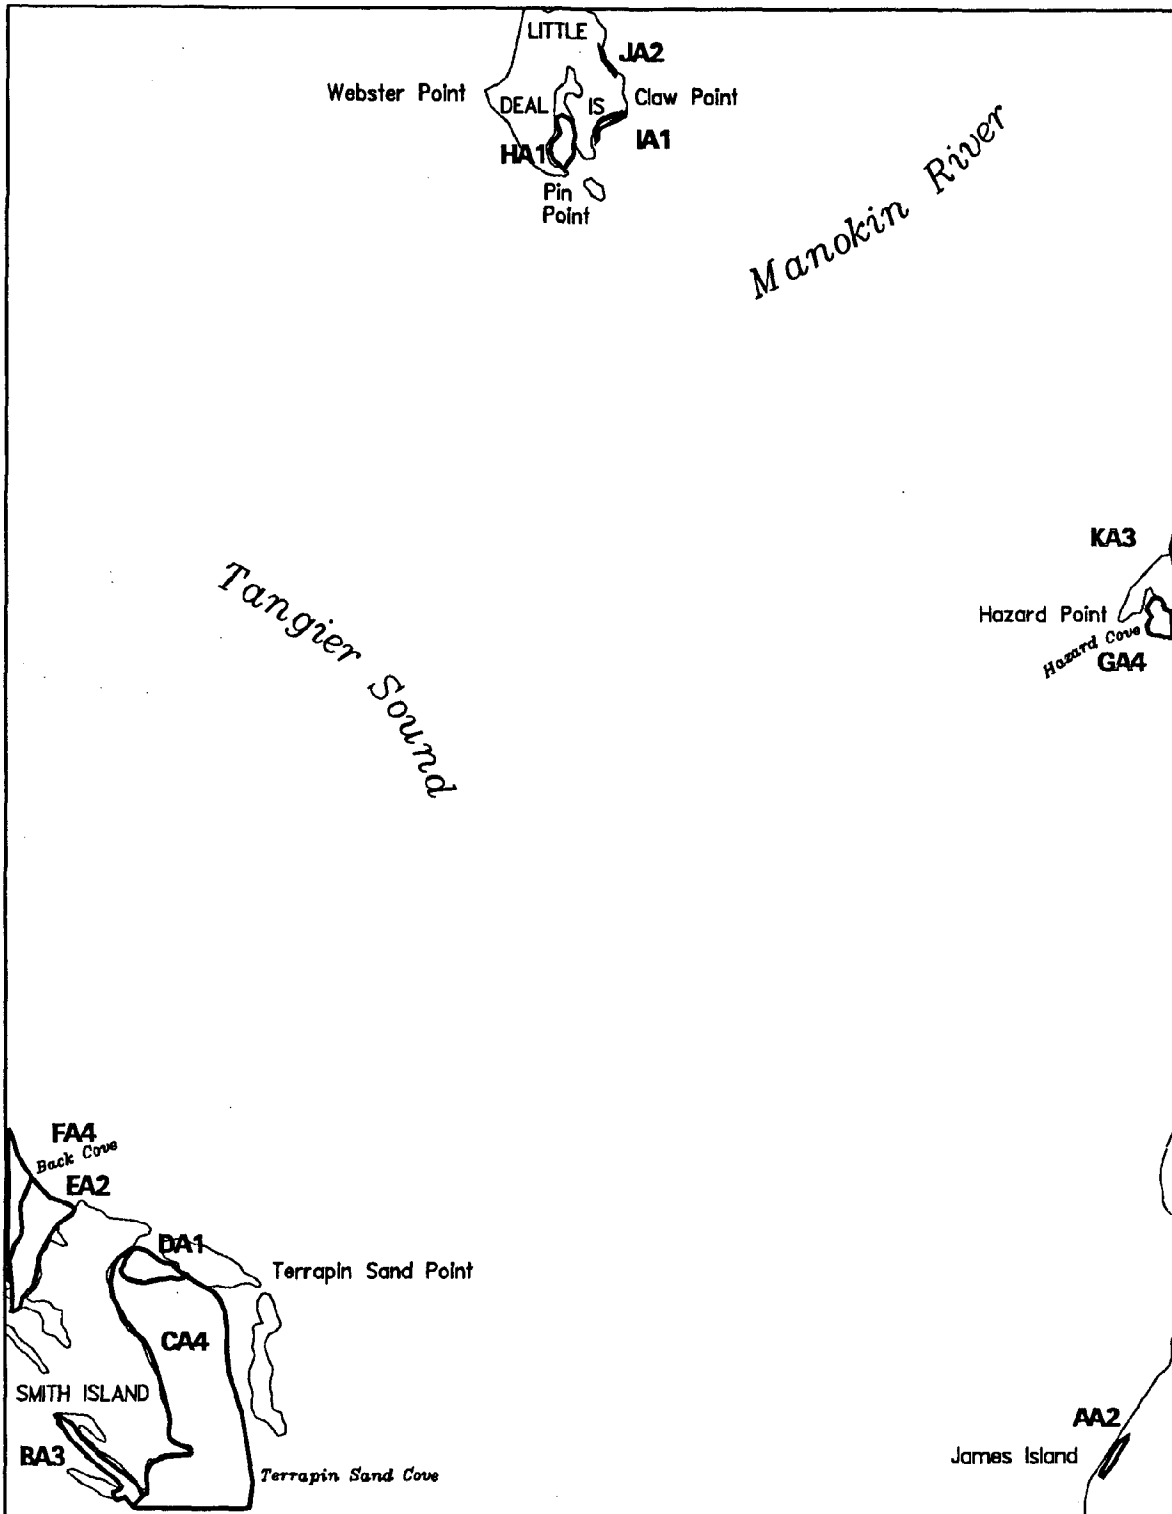 LITTLE
JA2
Webster Point
DEAL
IS
Claw Point
HA1
IA1
Pin
Point
Manokin River
KA3
Tangier Sound
Hazard Point
Hazard Cove
GA4
FA4
Back Cove
EA2
DA1
Terrapin Sand Point
CA4
SMITH ISLAND
AA2
BA3
James Island
Terrapin Sand Cove